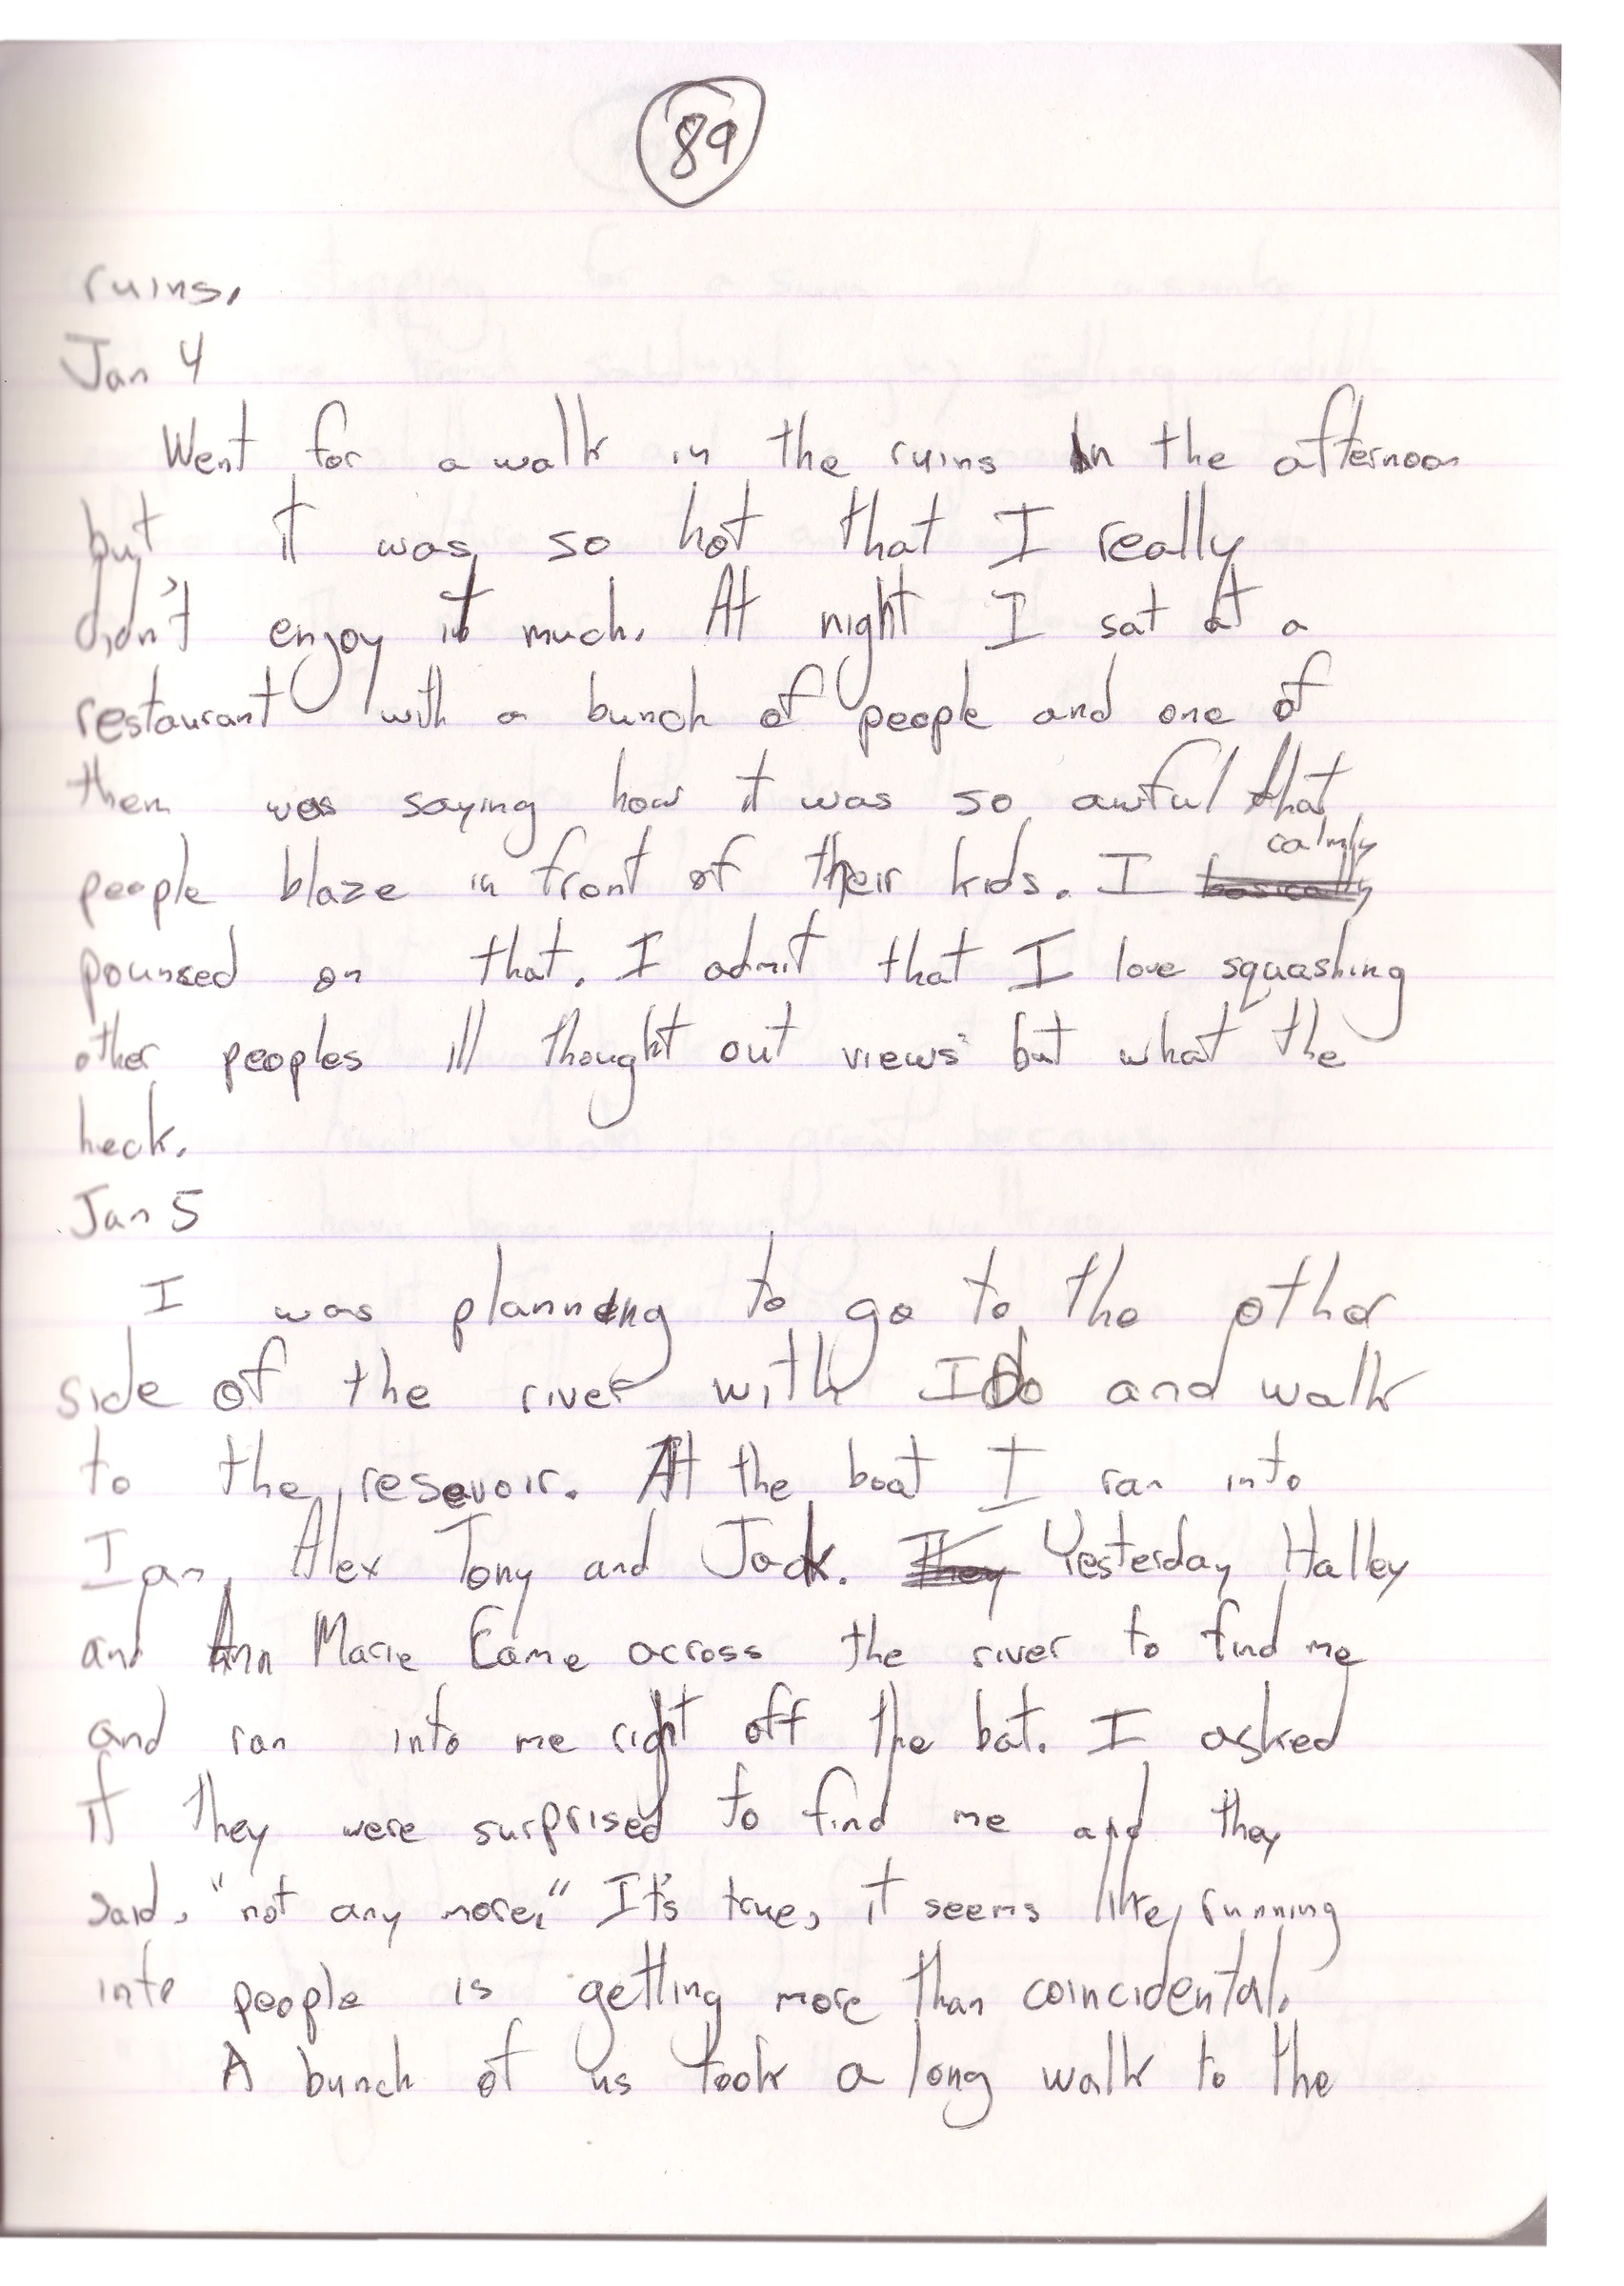 89
ruins.
Jan 4
Went for a walk in the ruins In the afternoon
but it was so hot that I really
didn't enjoy it much. At night I sat at a
restaurant with a bunch of people and one of
them was saying how it was so awful that
people blaze in front of their kids. I basically calmly
pounsed on that. I admit that I love squashing
other peoples ill thought out views but what the
heck.
Jan 5
I was planning to go to the other
side of the river with IDo and walk
to the resevoir. At the boat I ran into
Ian, Alex Tony and Jack. They Yesterday Halley
and Ann Marie Came across the river to find me
and ran into me right off the bat. I asked
if they were surprised to find me and they
said, "not any more." It's true, it seems like running
into people is getting more than coincidental.
A bunch of us took a long walk to the